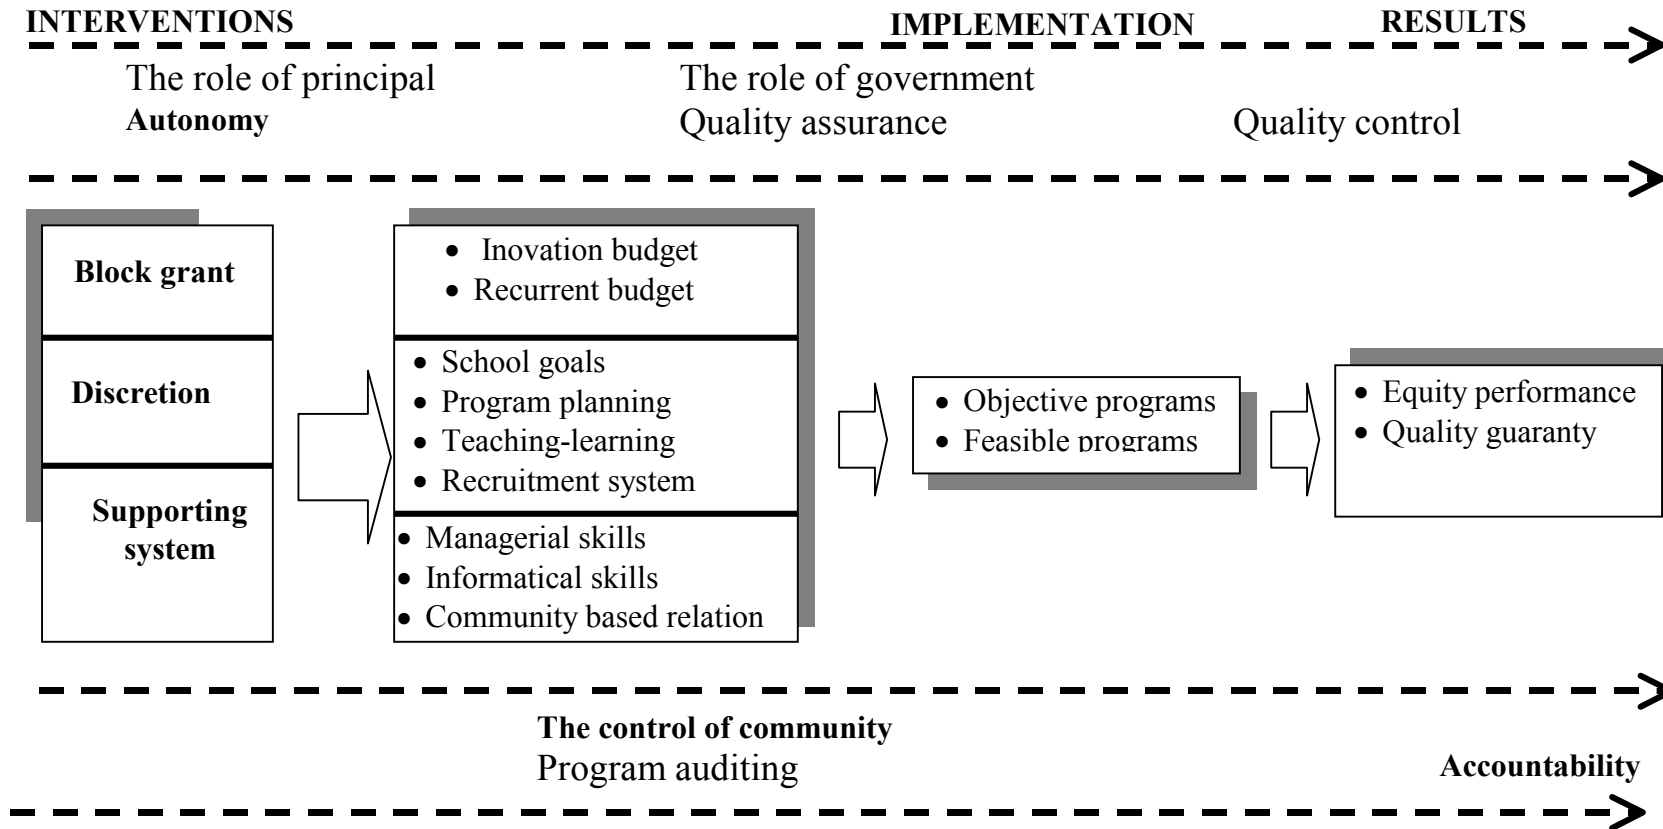 INTERVENTIONS
IMPLEMENTATION
RESULTS
The role of principal
The role of government
Autonomy
Quality assurance
Quality control
Block grant
Discretion
Supporting
system
• Inovation budget
• Recurrent budget
• School goals
• Program planning
• Teaching-learning
• Recruitment system
• Managerial skills
• Informatical skills
• Community based relation
• Objective programs
• Feasible programs
• Equity performance
• Quality guaranty
The control of community
Program auditing
Accountability